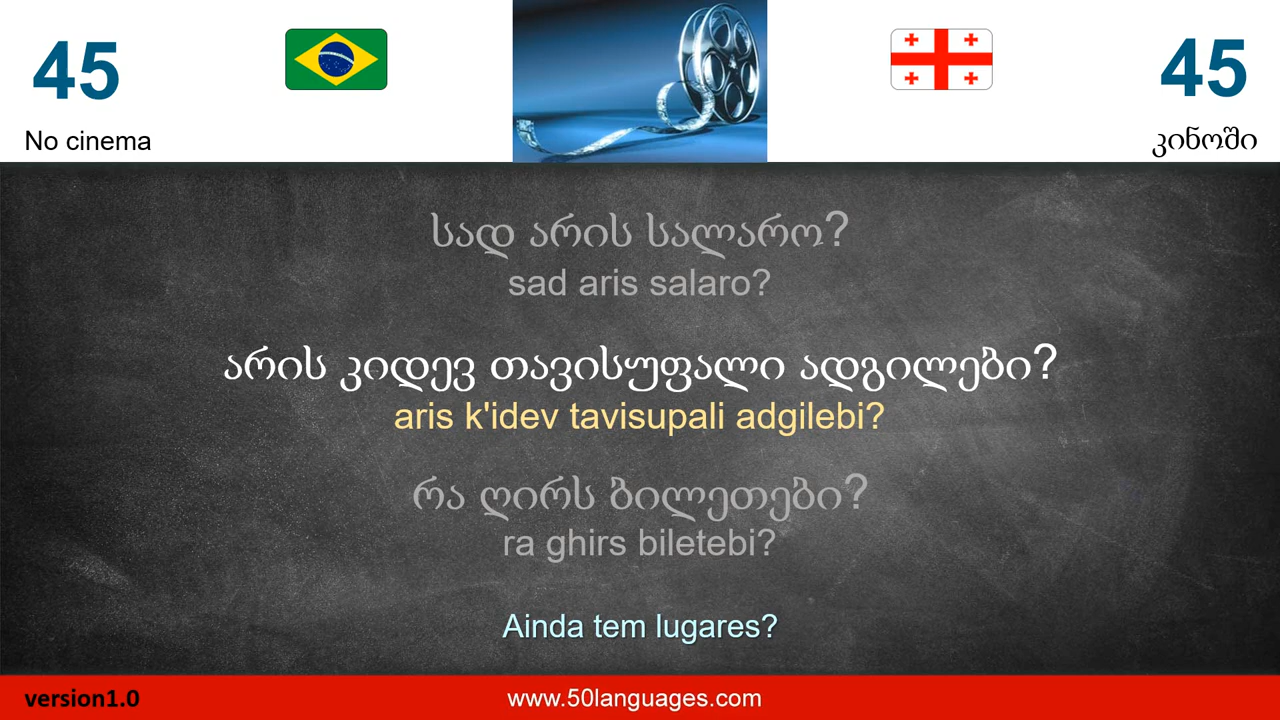 45
45
No cinema
კინოში
სად არის სალარო?
sad aris salaro?
არის კიდევ თავისუფალი ადგილები?
aris k'idev tavisupali adgilebi?
რა ღირს ბილეთები?
ra ghirs biletebi?
Ainda tem lugares?
version1.0
www.50languages.com